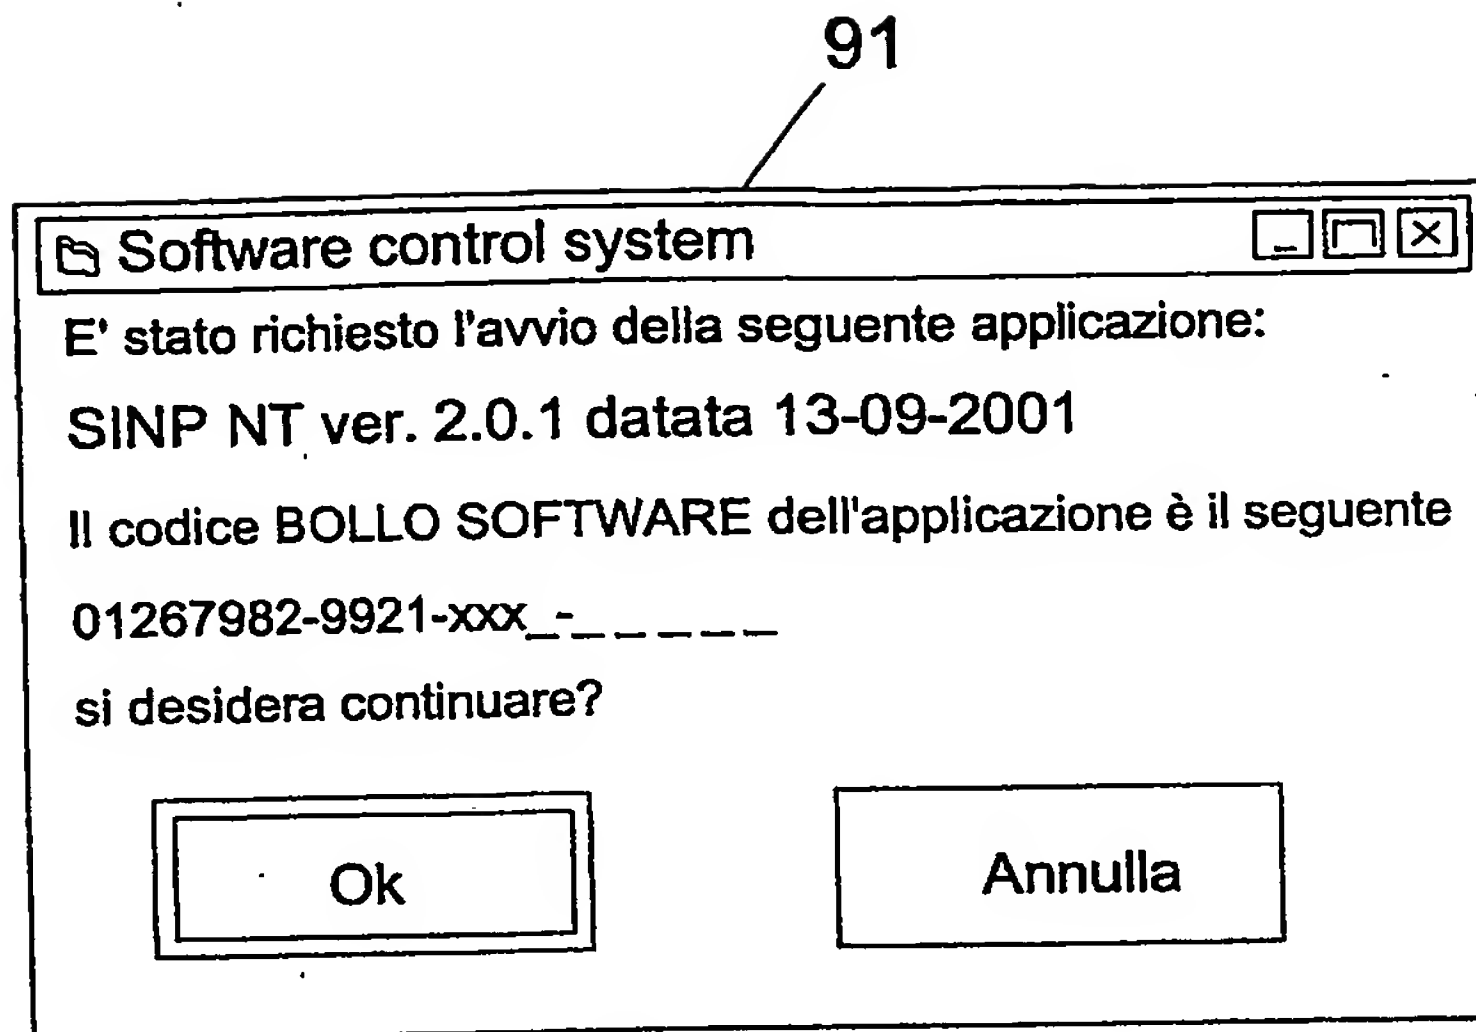 91
Software control system
E' stato richiesto l'avvio della seguente applicazione:
SINP NT ver. 2.0.1 datata 13-09-2001
Il codice BOLLO SOFTWARE dell'applicazione è il seguente
01267982-9921-xxx_-_ _ _ _ _
si desidera continuare?
Ok
Annulla